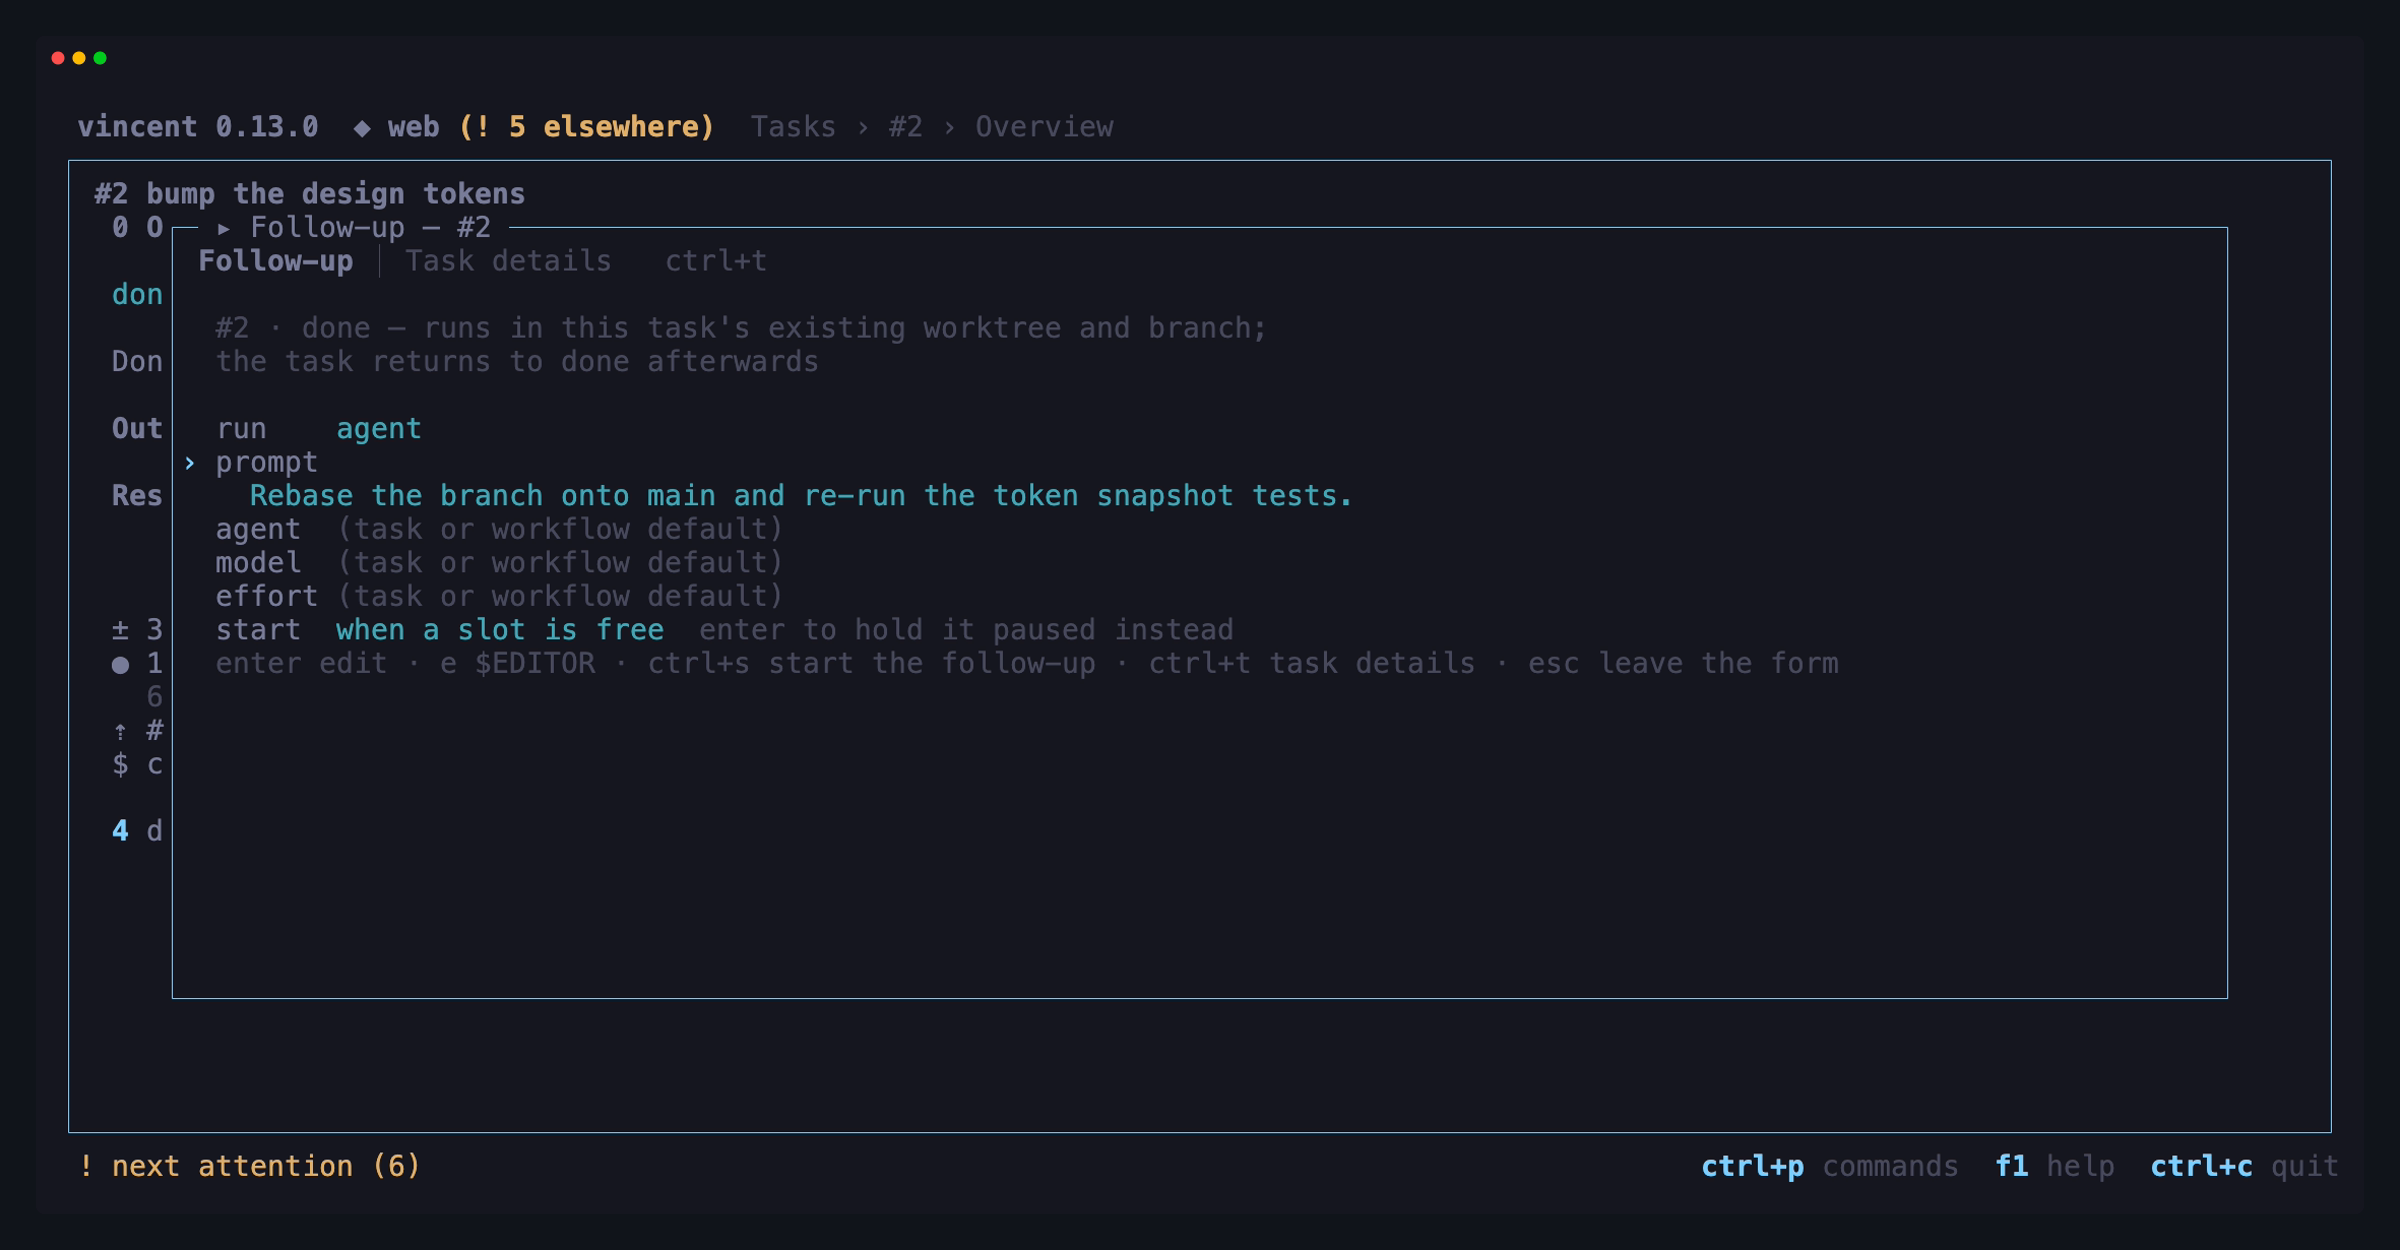 vincent 0.13.0 ◆ web (! 5 elsewhere) Tasks › #2 › Overview
#2 bump the design tokens
0 O ▸ Follow-up — #2
Follow-up │ Task details ctrl+t
don
#2 · done — runs in this task's existing worktree and branch;
Don the task returns to done afterwards
Out run agent
› prompt
Res Rebase the branch onto main and re-run the token snapshot tests.
agent (task or workflow default)
model (task or workflow default)
effort (task or workflow default)
± 3 start when a slot is free enter to hold it paused instead
● 1 enter edit · e $EDITOR · ctrl+s start the follow-up · ctrl+t task details · esc leave the form
6
⇡ #
$ c
4 d
! next attention (6) ctrl+p commands f1 help ctrl+c quit